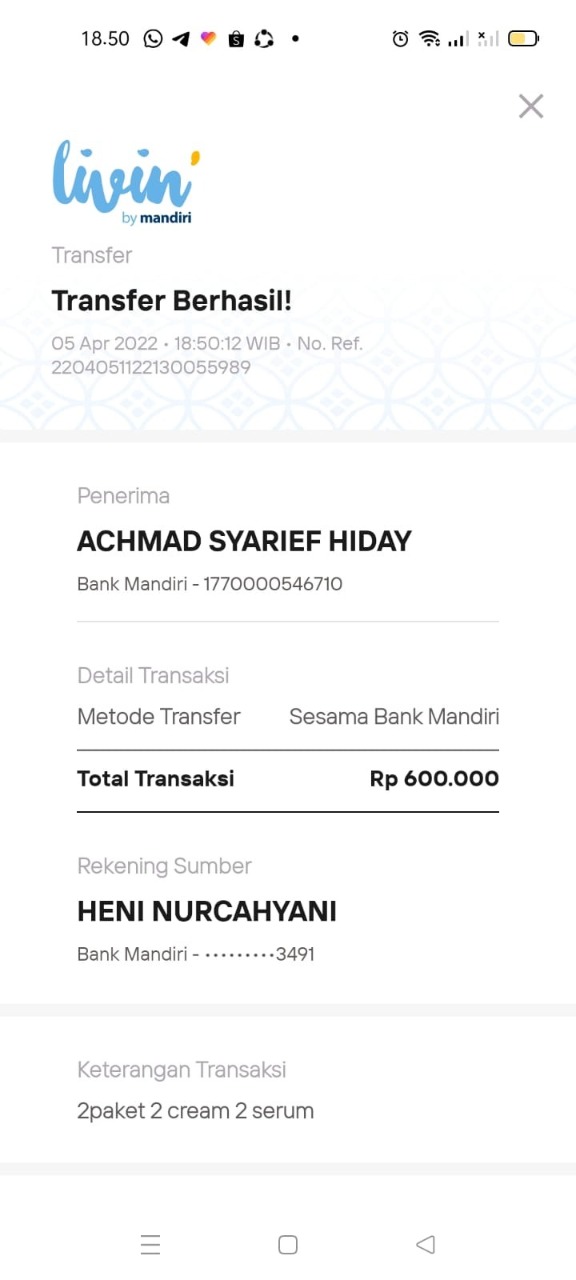 18.50
livin'
by mandiri
Transfer
Transfer Berhasil!
05 Apr 2022 • 18:50:12 WIB • No. Ref.
2204051122130055989
Penerima
ACHMAD SYARIEF HIDAY
Bank Mandiri - 1770000546710
Detail Transaksi
Metode Transfer Sesama Bank Mandiri
Total Transaksi Rp 600.000
Rekening Sumber
HENI NURCAHYANI
Bank Mandiri - •••••••••3491
Keterangan Transaksi
2paket 2 cream 2 serum